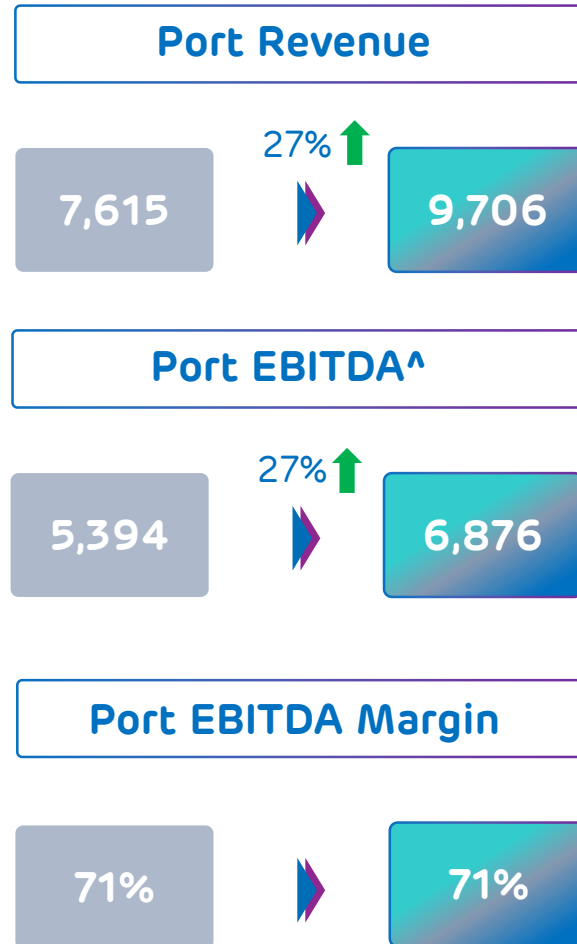 Port Revenue
27%
7,615
9,706
Port EBITDA^
27%
5,394
6,876
Port EBITDA Margin
71%
71%